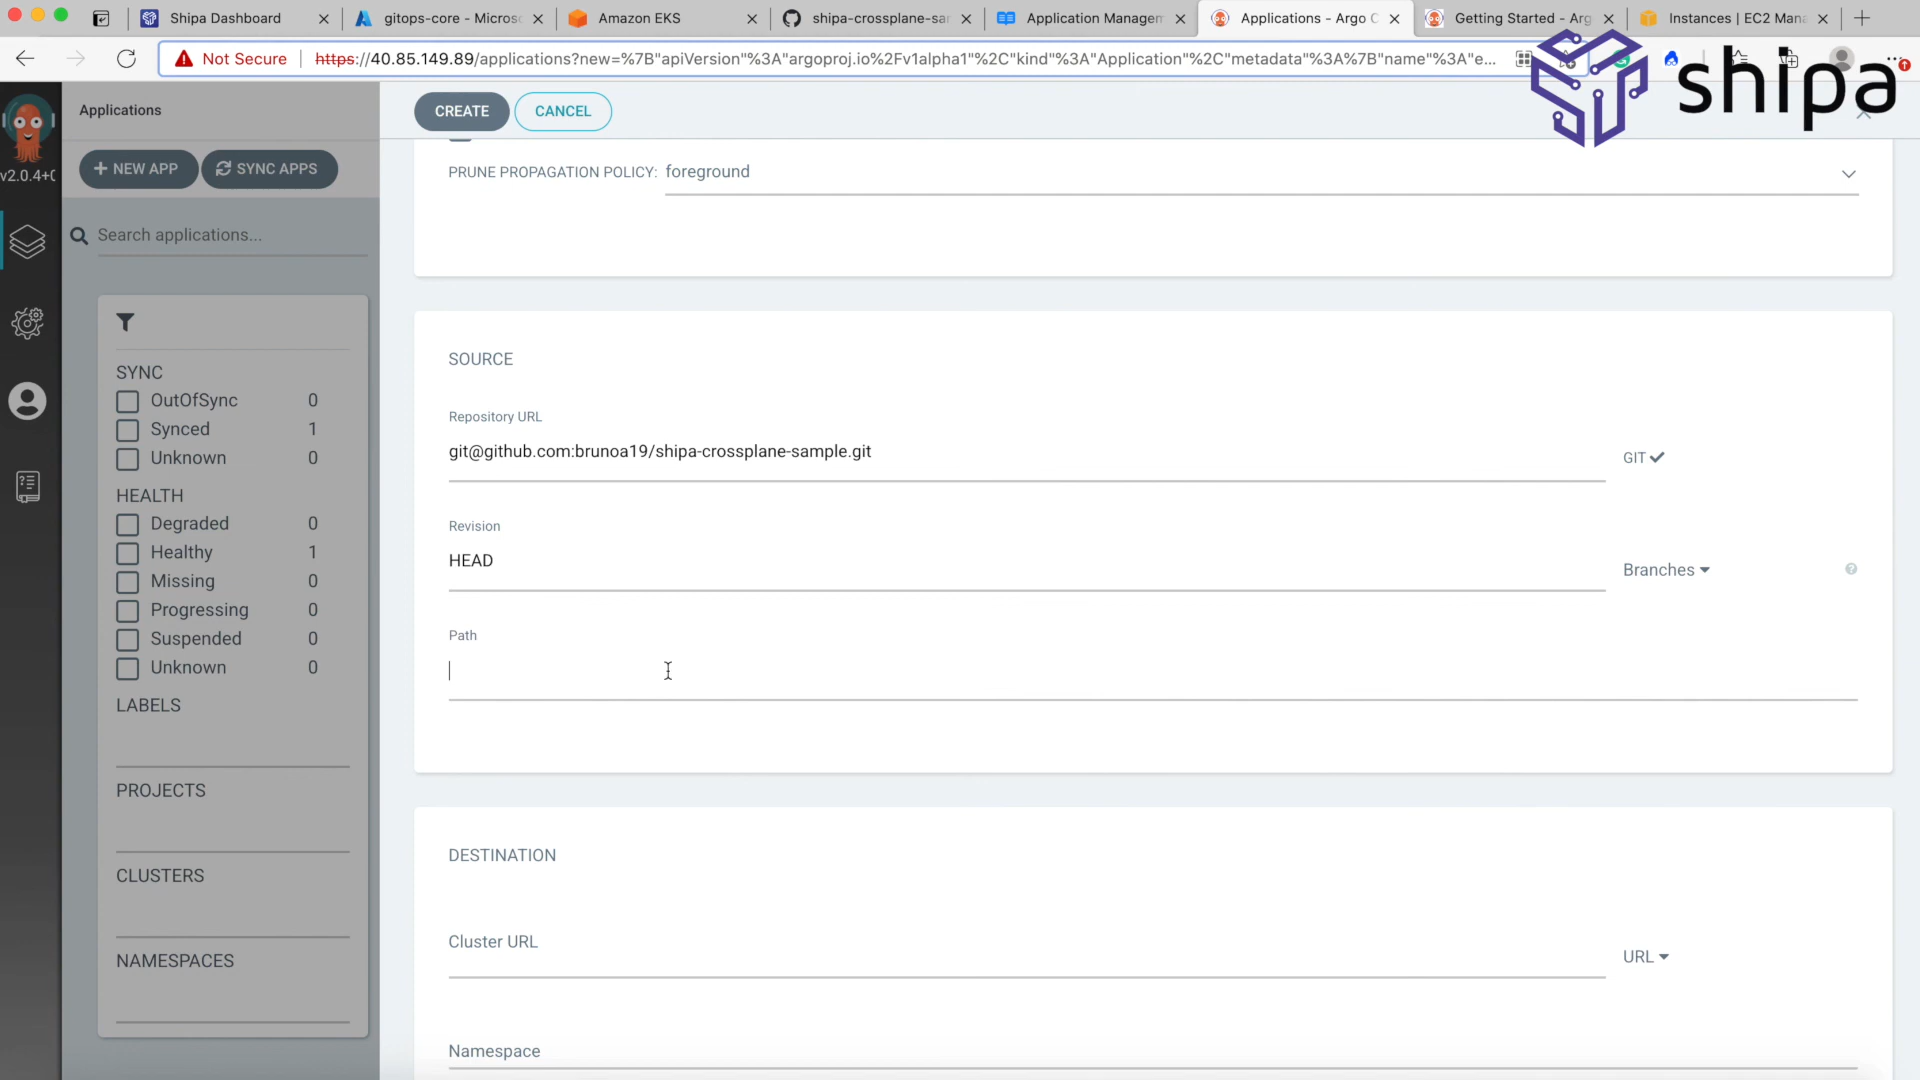 Shipa Dashboard
gitops-core - Micros
Amazon EKS
shipa-crossplane-sa
Application Managem
Applications - Argo C
Getting Started - Arg
Instances | EC2 Mana
Not Secure
https://40.85.149.89/applications?new=%7B"apiVersion"%3A"argoproj.io%2Fv1alpha1"%2C"kind"%3A"Application"%2C"metadata"%3A%7B"name"%3A"e...
shipa
v2.0.4+(
Applications
NEW APP
SYNC APPS
Search applications...
SYNC
OutOfSync 0
Synced 1
Unknown 0
HEALTH
Degraded 0
Healthy 1
Missing 0
Progressing 0
Suspended 0
Unknown 0
LABELS
PROJECTS
CLUSTERS
NAMESPACES
CREATE
CANCEL
PRUNE PROPAGATION POLICY: foreground
SOURCE
Repository URL
git@github.com:brunoa19/shipa-crossplane-sample.git
GIT
Revision
HEAD
Branches
Path
DESTINATION
Cluster URL
URL
Namespace